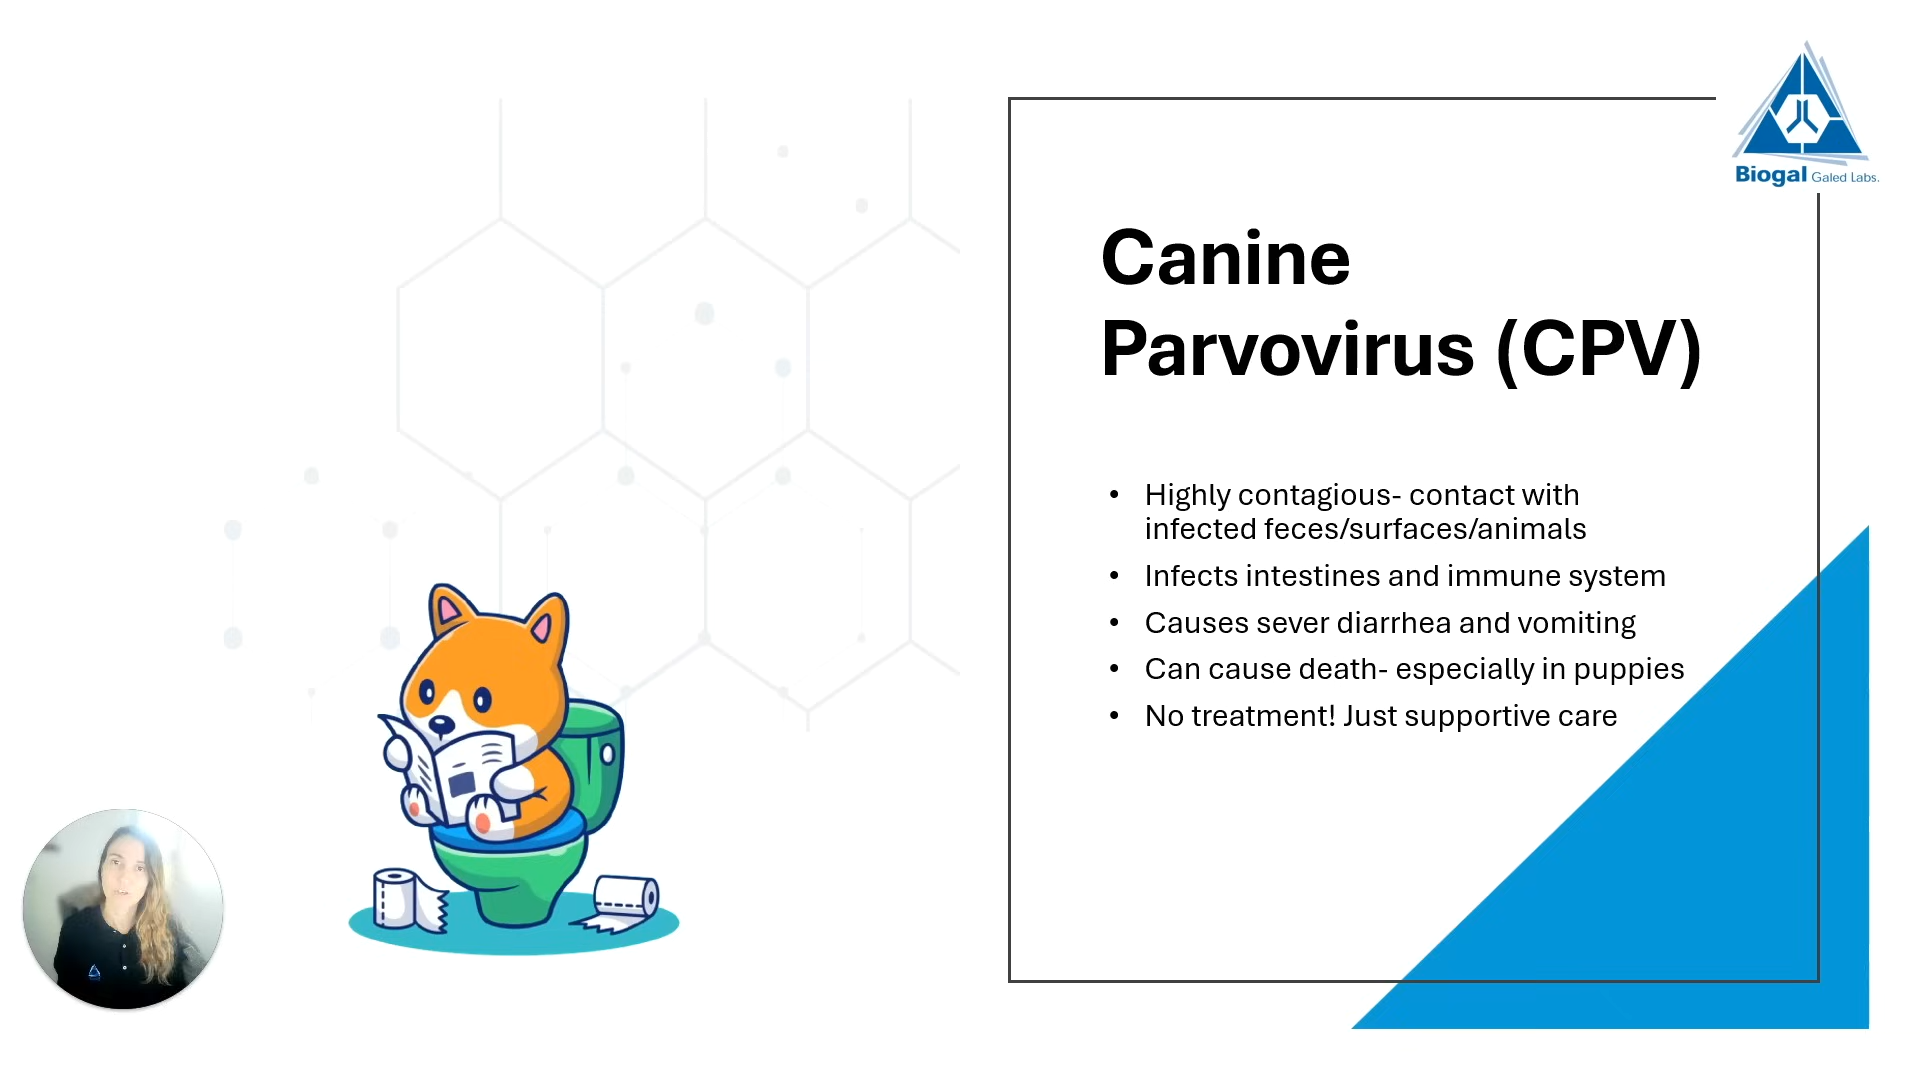 Biogal Galed Labs.
Canine
Parvovirus (CPV)
• Highly contagious- contact with
infected feces/surfaces/animals
• Infects intestines and immune system
• Causes sever diarrhea and vomiting
• Can cause death- especially in puppies
• No treatment! Just supportive care